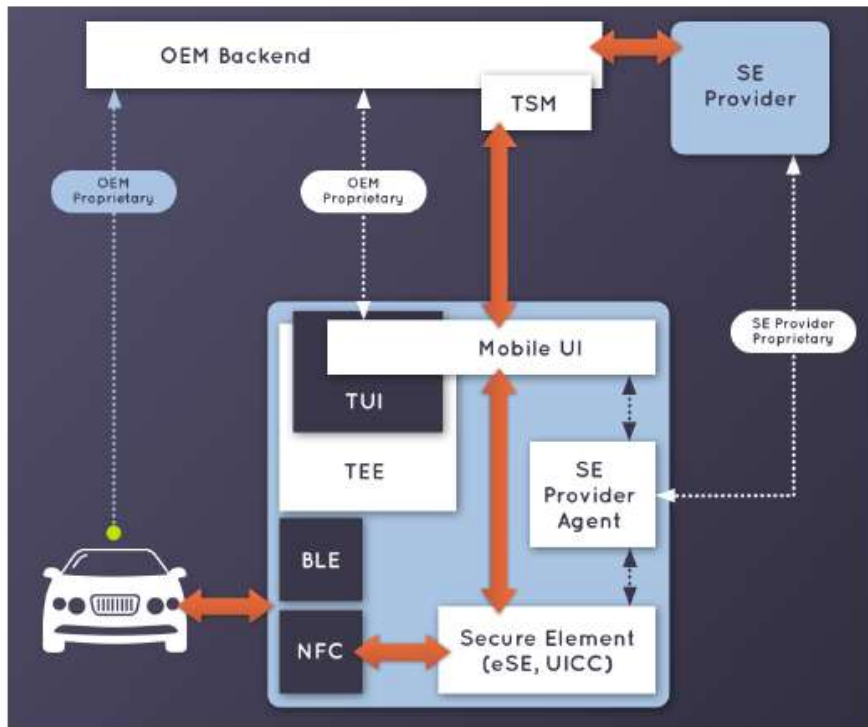 OEM Backend
TSM
SE
Provider
OEM
Proprietary
OEM
Proprietary
SE Provider
Proprietary
Mobile UI
TUI
TEE
SE
Provider
Agent
BLE
NFC
Secure Element
(eSE, UICC)